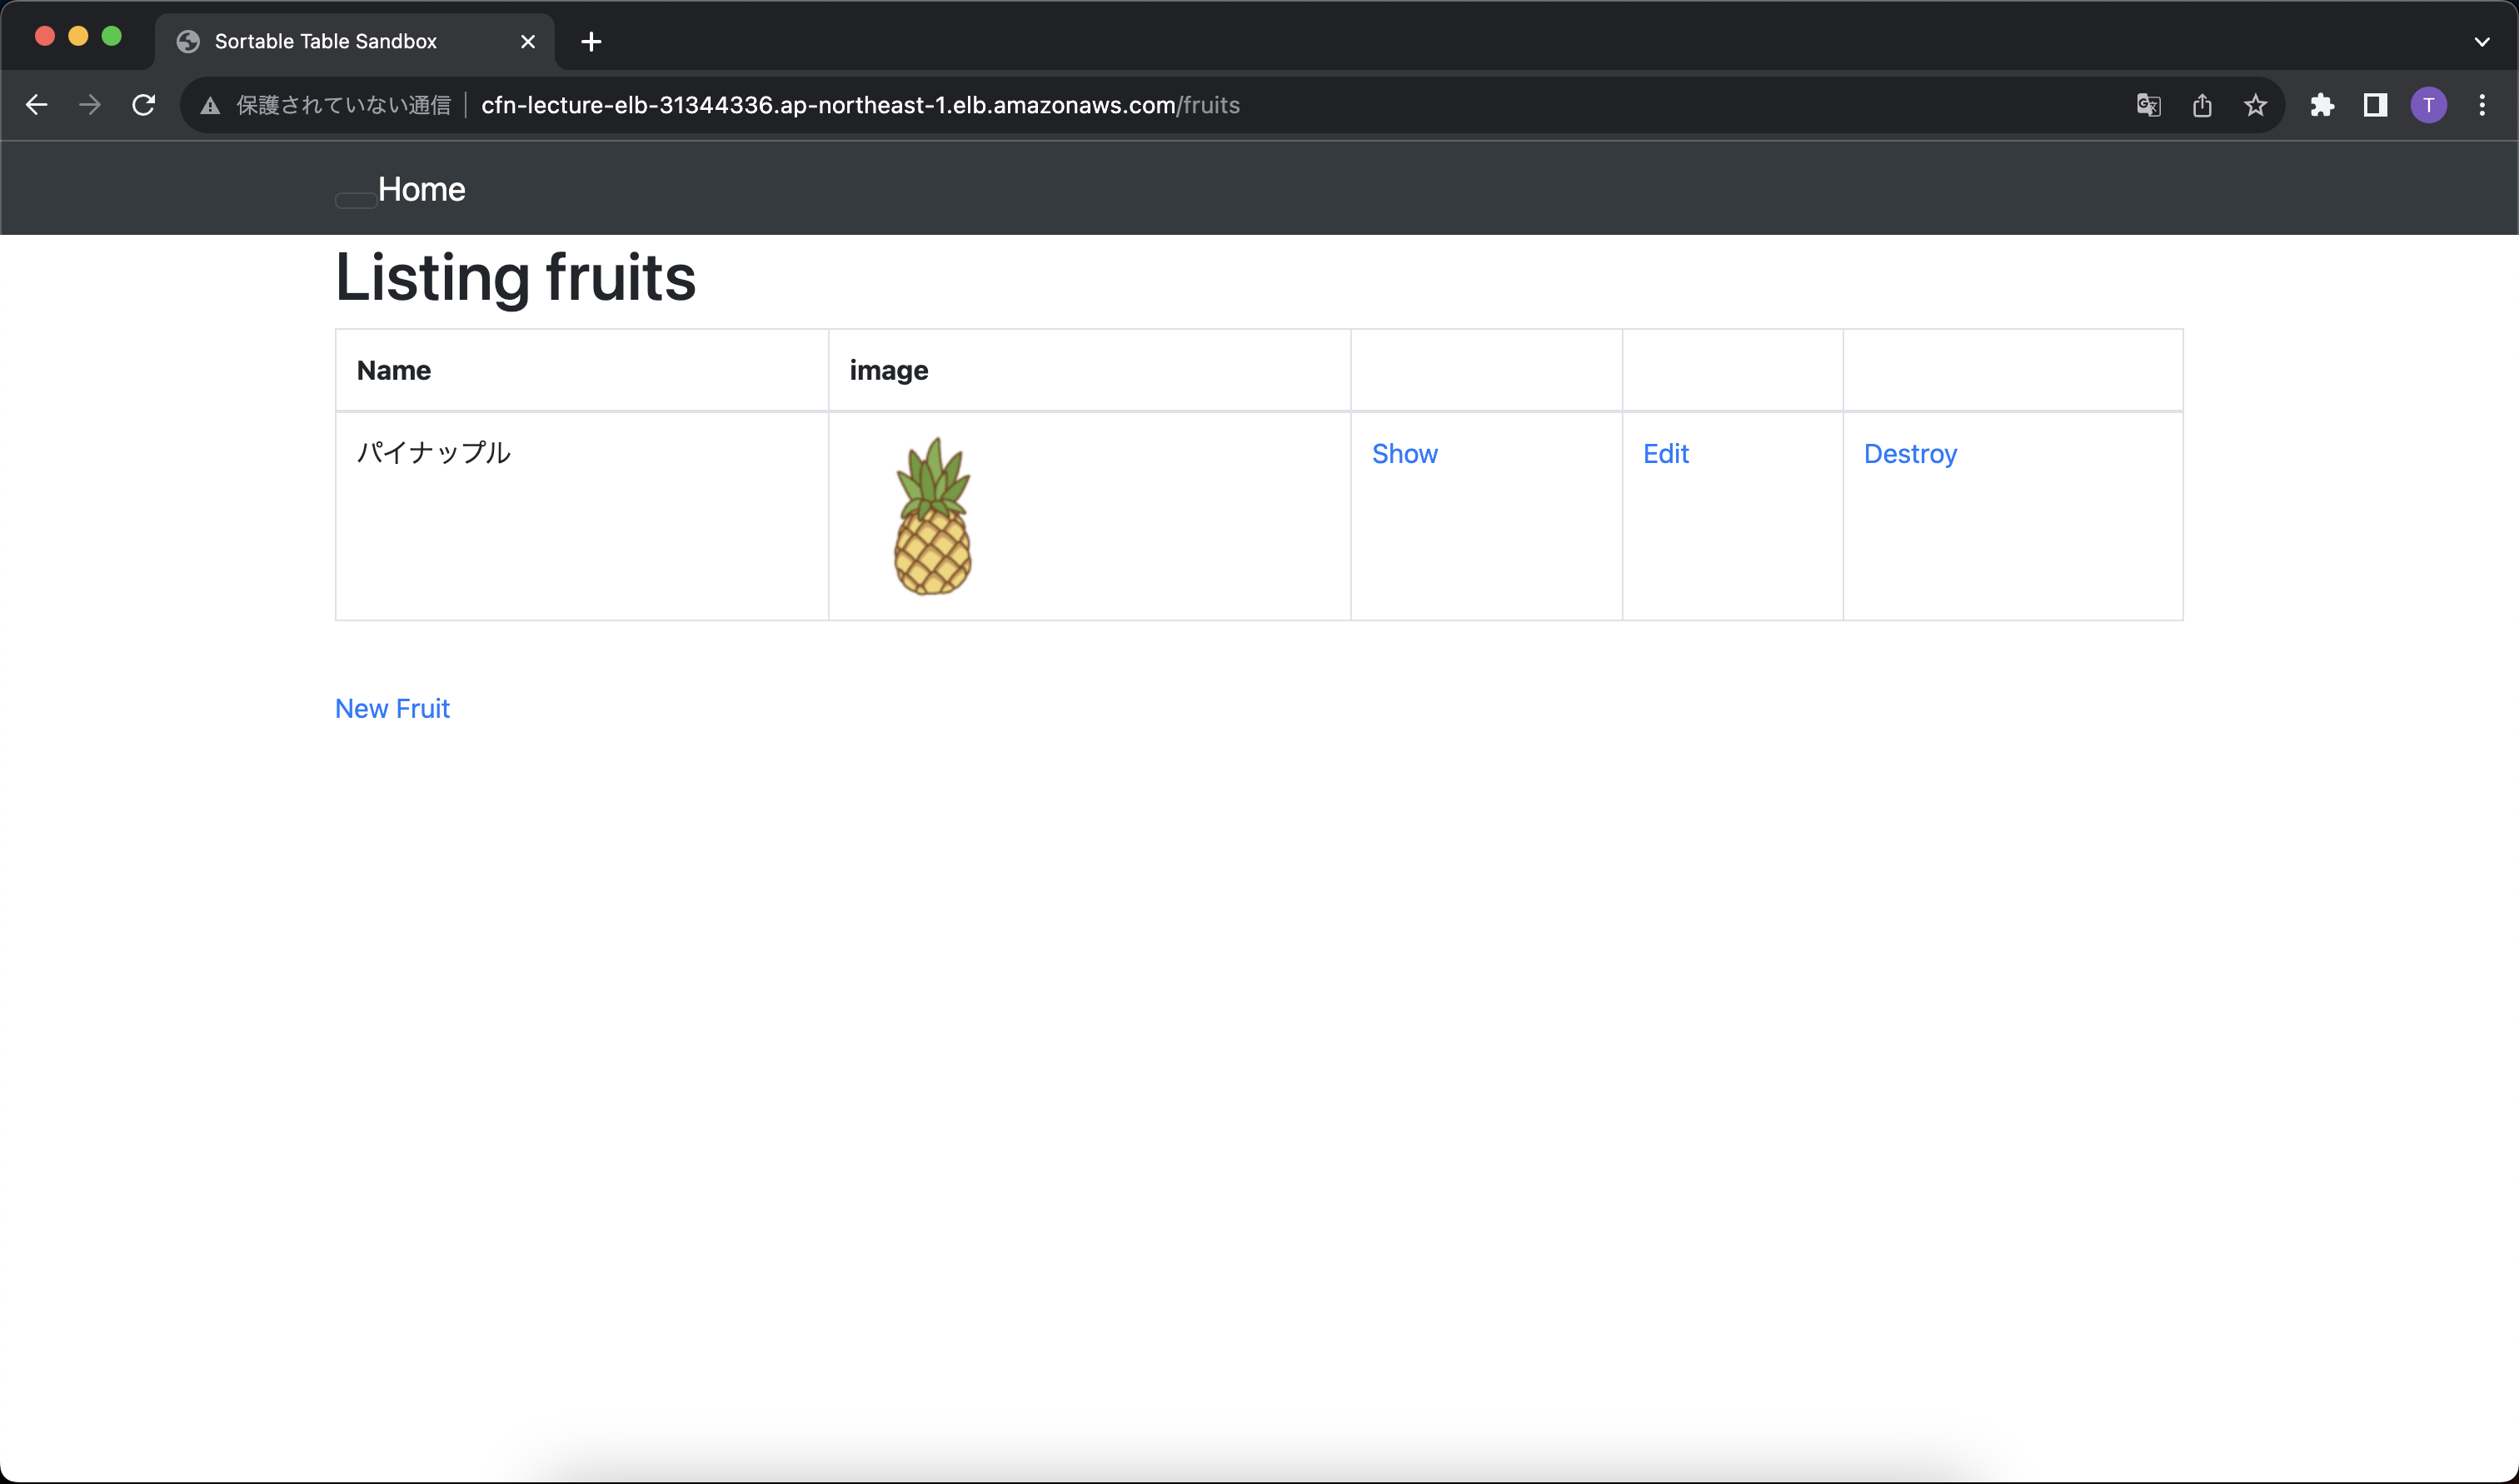 Sortable Table Sandbox
保護されていない通信 cfn-lecture-elb-31344336.ap-northeast-1.elb.amazonaws.com/fruits
T
Home
Listing fruits
Name image
パイナップル Show Edit Destroy
New Fruit